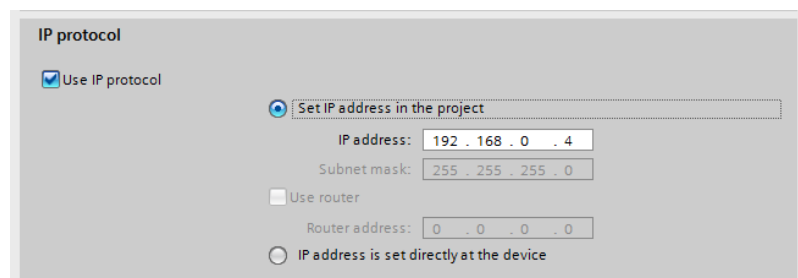 IP protocol
Use IP protocol
Set IP address in the project
IP address: 192 . 168 . 0 . 4
Subnet mask: 255 . 255 . 255 . 0
Use router
Router address: 0 . 0 . 0 . 0
IP address is set directly at the device